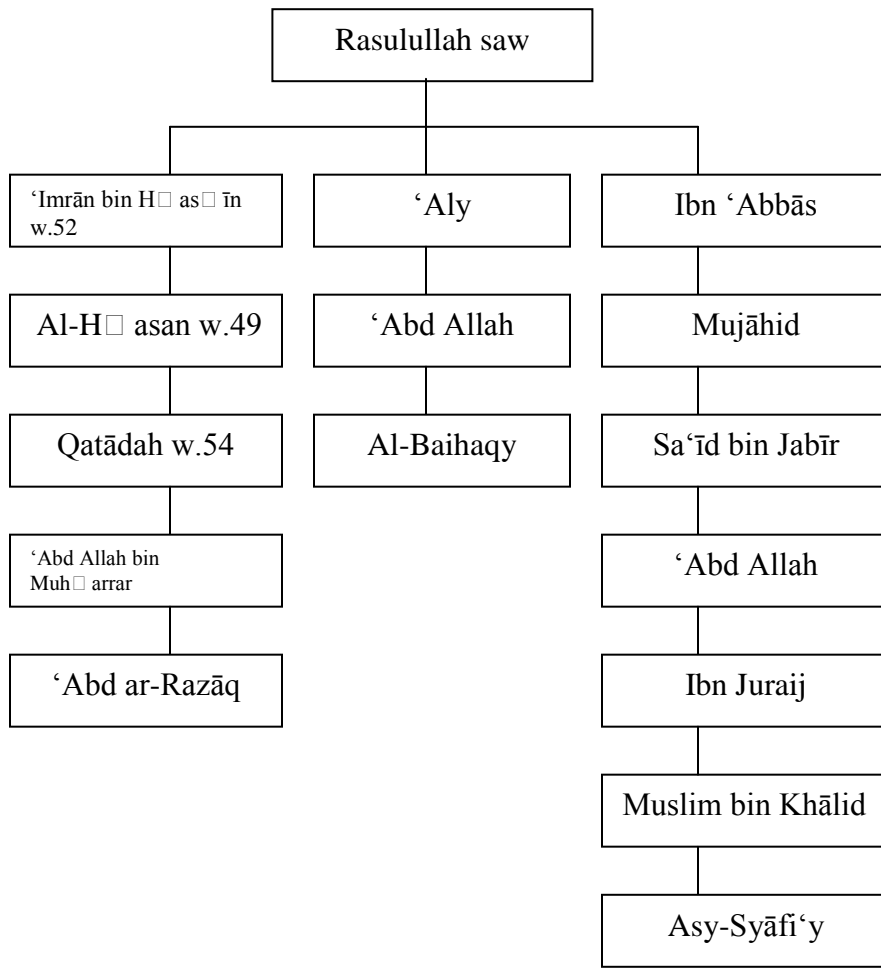 Rasulullah saw
‘Imrān bin H□ as□ īn
w.52
‘Aly
Ibn ‘Abbās
Al-H□ asan w.49
‘Abd Allah
Mujāhid
Qatādah w.54
Al-Baihaqy
Sa‘īd bin Jabīr
‘Abd Allah bin
Muh□ arrar
‘Abd Allah
‘Abd ar-Razāq
Ibn Juraij
Muslim bin Khālid
Asy-Syāfi‘y